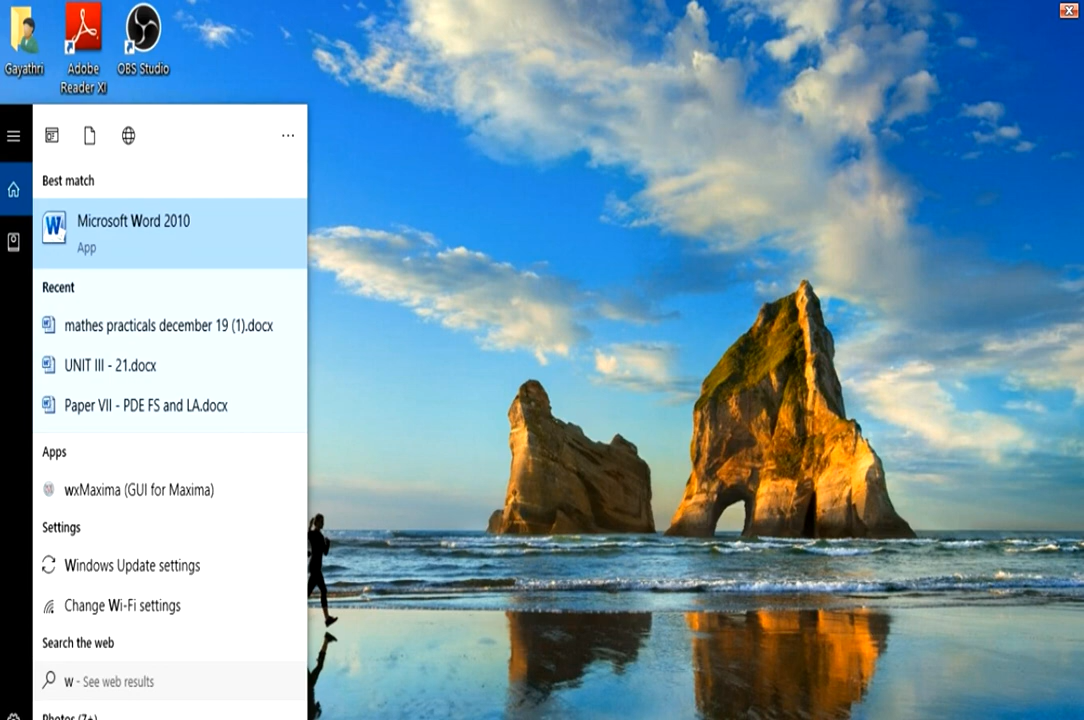 Gayathri
Adobe Reader XI
OBS Studio
Best match
Microsoft Word 2010
App
Recent
mathes practicals december 19 (1).docx
UNIT III - 21.docx
Paper VII - PDE FS and LA.docx
Apps
wxMaxima (GUI for Maxima)
Settings
Windows Update settings
Change Wi-Fi settings
Search the web
w - See web results
Photos (7+)